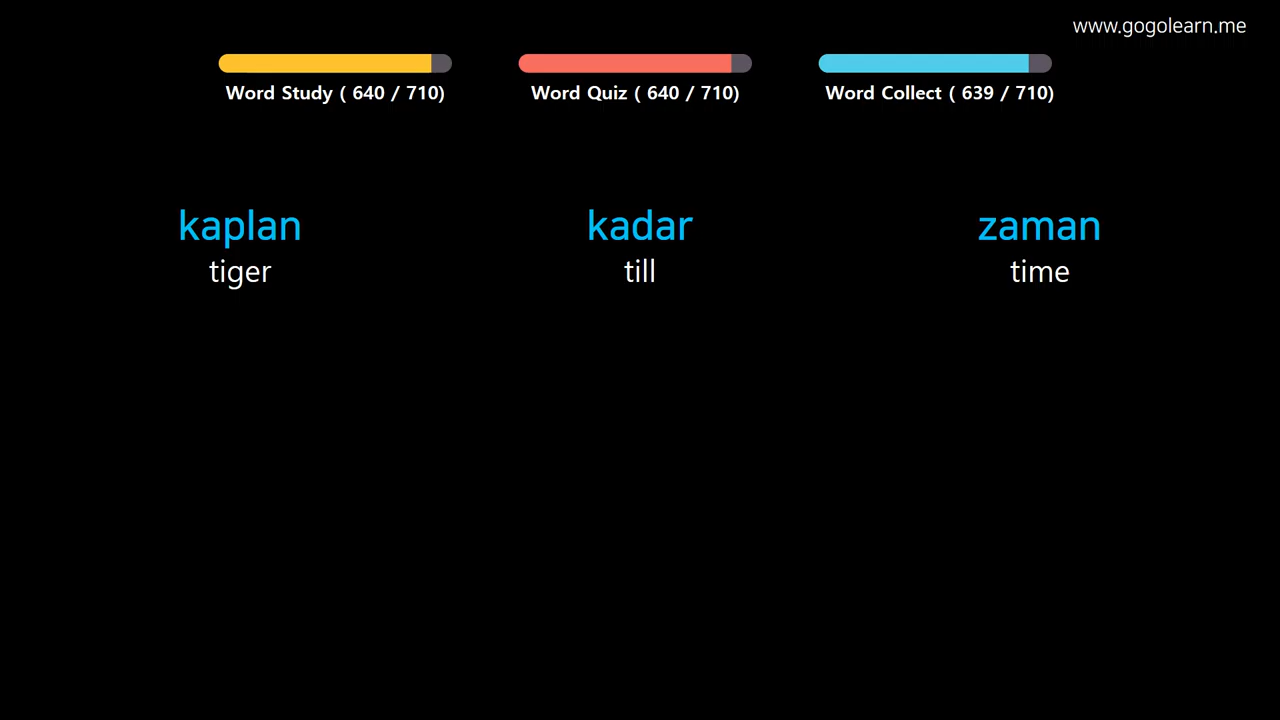 www.gogolearn.me
Word Study ( 640 / 710)
Word Quiz ( 640 / 710)
Word Collect ( 639 / 710)
kaplan
tiger
kadar
till
zaman
time